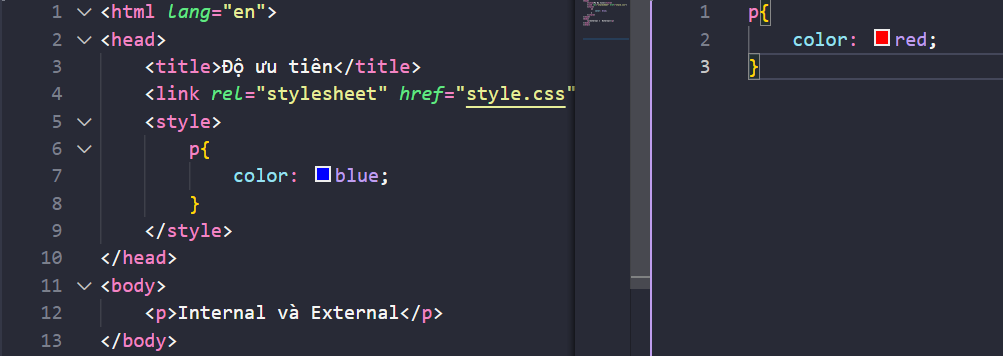 1 <html lang="en">
2 <head>
3 <title>Độ ưu tiên</title>
4 <link rel="stylesheet" href="style.css"
5 <style>
6 p{
7 color: blue;
8 }
9 </style>
10 </head>
11 <body>
12 <p>Internal và External</p>
13 </body>
1 p{
2 color: red;
3 }